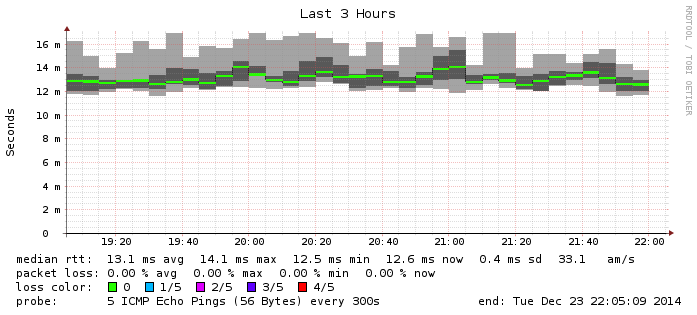 Last 3 Hours
RRDTOOL / TOBI OETIKER
Seconds
16 m
14 m
12 m
10 m
8 m
6 m
4 m
2 m
0
19:20 19:40 20:00 20:20 20:40 21:00 21:20 21:40 22:00
median rtt: 13.1 ms avg 14.1 ms max 12.5 ms min 12.6 ms now 0.4 ms sd 33.1 am/s
packet loss: 0.00 % avg 0.00 % max 0.00 % min 0.00 % now
loss color: 0 1/5 2/5 3/5 4/5
probe: 5 ICMP Echo Pings (56 Bytes) every 300s end: Tue Dec 23 22:05:09 2014